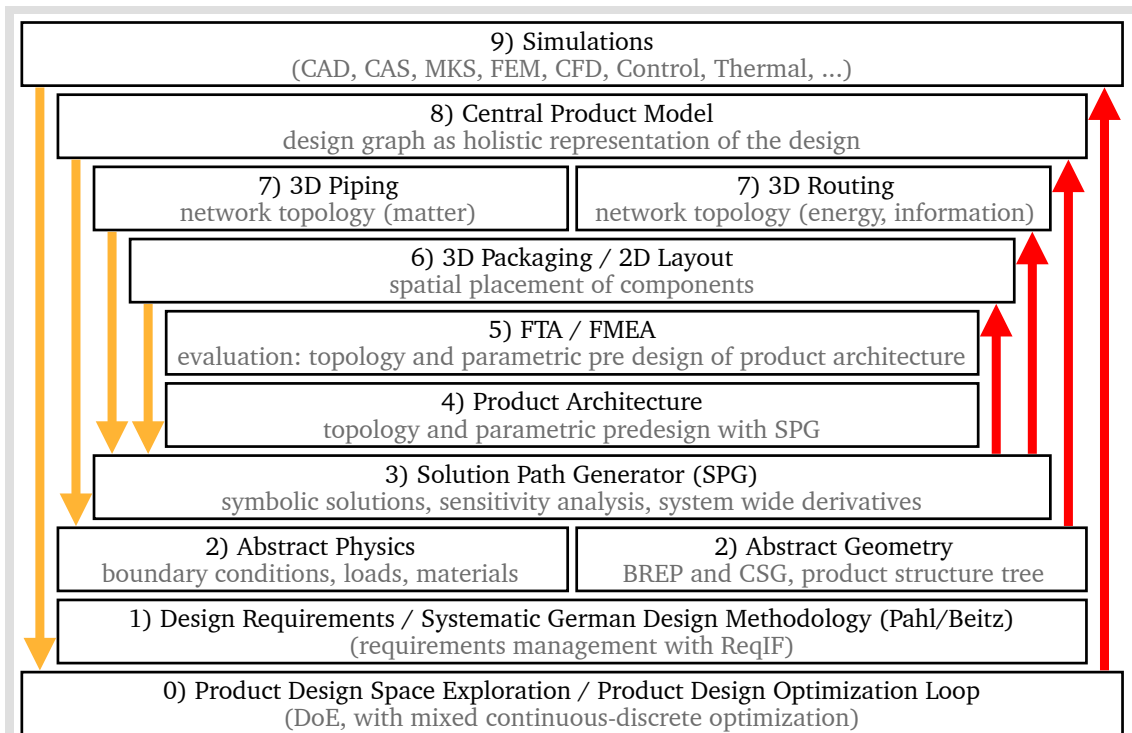 9) Simulations
(CAD, CAS, MKS, FEM, CFD, Control, Thermal, ...)
8) Central Product Model
design graph as holistic representation of the design
7) 3D Piping
network topology (matter)
7) 3D Routing
network topology (energy, information)
6) 3D Packaging / 2D Layout
spatial placement of components
5) FTA / FMEA
evaluation: topology and parametric pre design of product architecture
4) Product Architecture
topology and parametric predesign with SPG
3) Solution Path Generator (SPG)
symbolic solutions, sensitivity analysis, system wide derivatives
2) Abstract Physics
boundary conditions, loads, materials
2) Abstract Geometry
BREP and CSG, product structure tree
1) Design Requirements / Systematic German Design Methodology (Pahl/Beitz)
(requirements management with ReqIF)
0) Product Design Space Exploration / Product Design Optimization Loop
(DoE, with mixed continuous-discrete optimization)